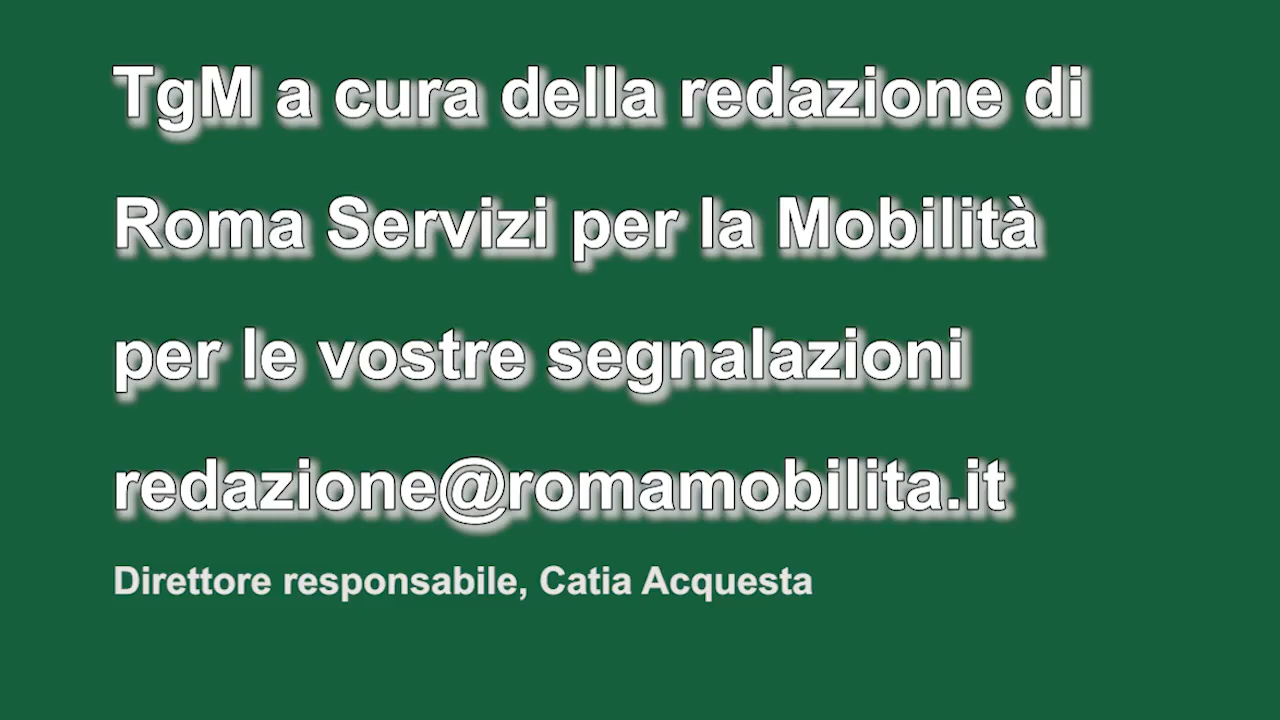 TgM a cura della redazione di
Roma Servizi per la Mobilità
per le vostre segnalazioni
redazione@romamobilita.it
Direttore responsabile, Catia Acquesta